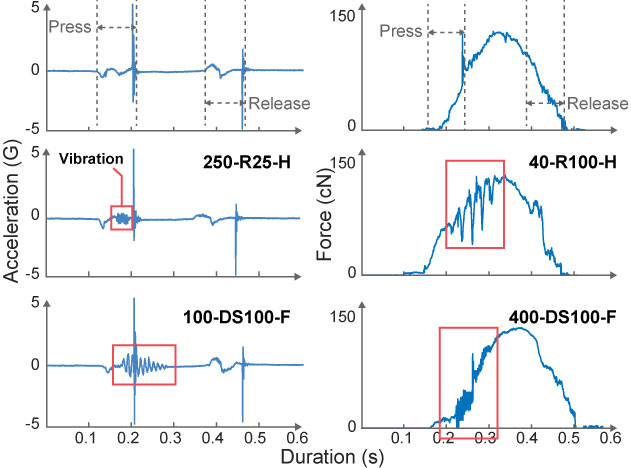 5
Press
0
Release
-5
150
Press
Release
0
5
Vibration
250-R25-H
0
-5
150
40-R100-H
0
5
100-DS100-F
0
-5
0.1 0.2 0.3 0.4 0.5 0.6
150
400-DS100-F
0
0.1 0.2 0.3 0.4 0.5 0.6
Acceleration (G)
Force (cN)
Duration (s)